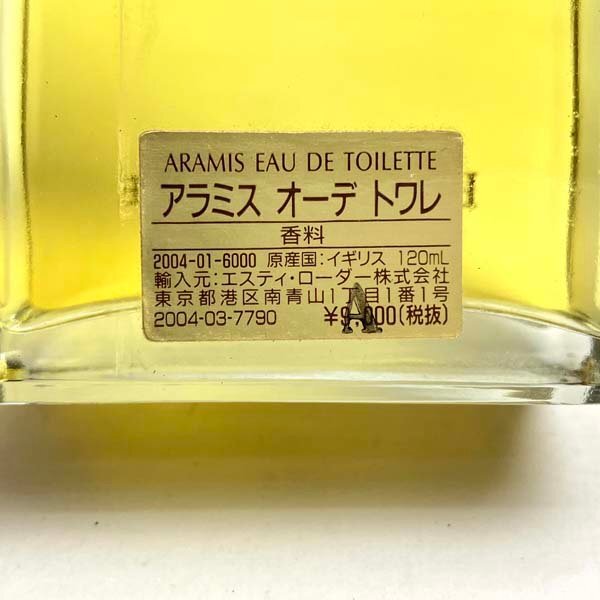 ARAMIS EAU DE TOILETTE
アラミス オーデ トワレ
香料
2004-01-6000 原産国:イギリス 120mL
輸入元:エスティ・ローダー株式会社
東京都港区南青山1丁目1番1号
2004-03-7790 ¥9,000(税抜)
A